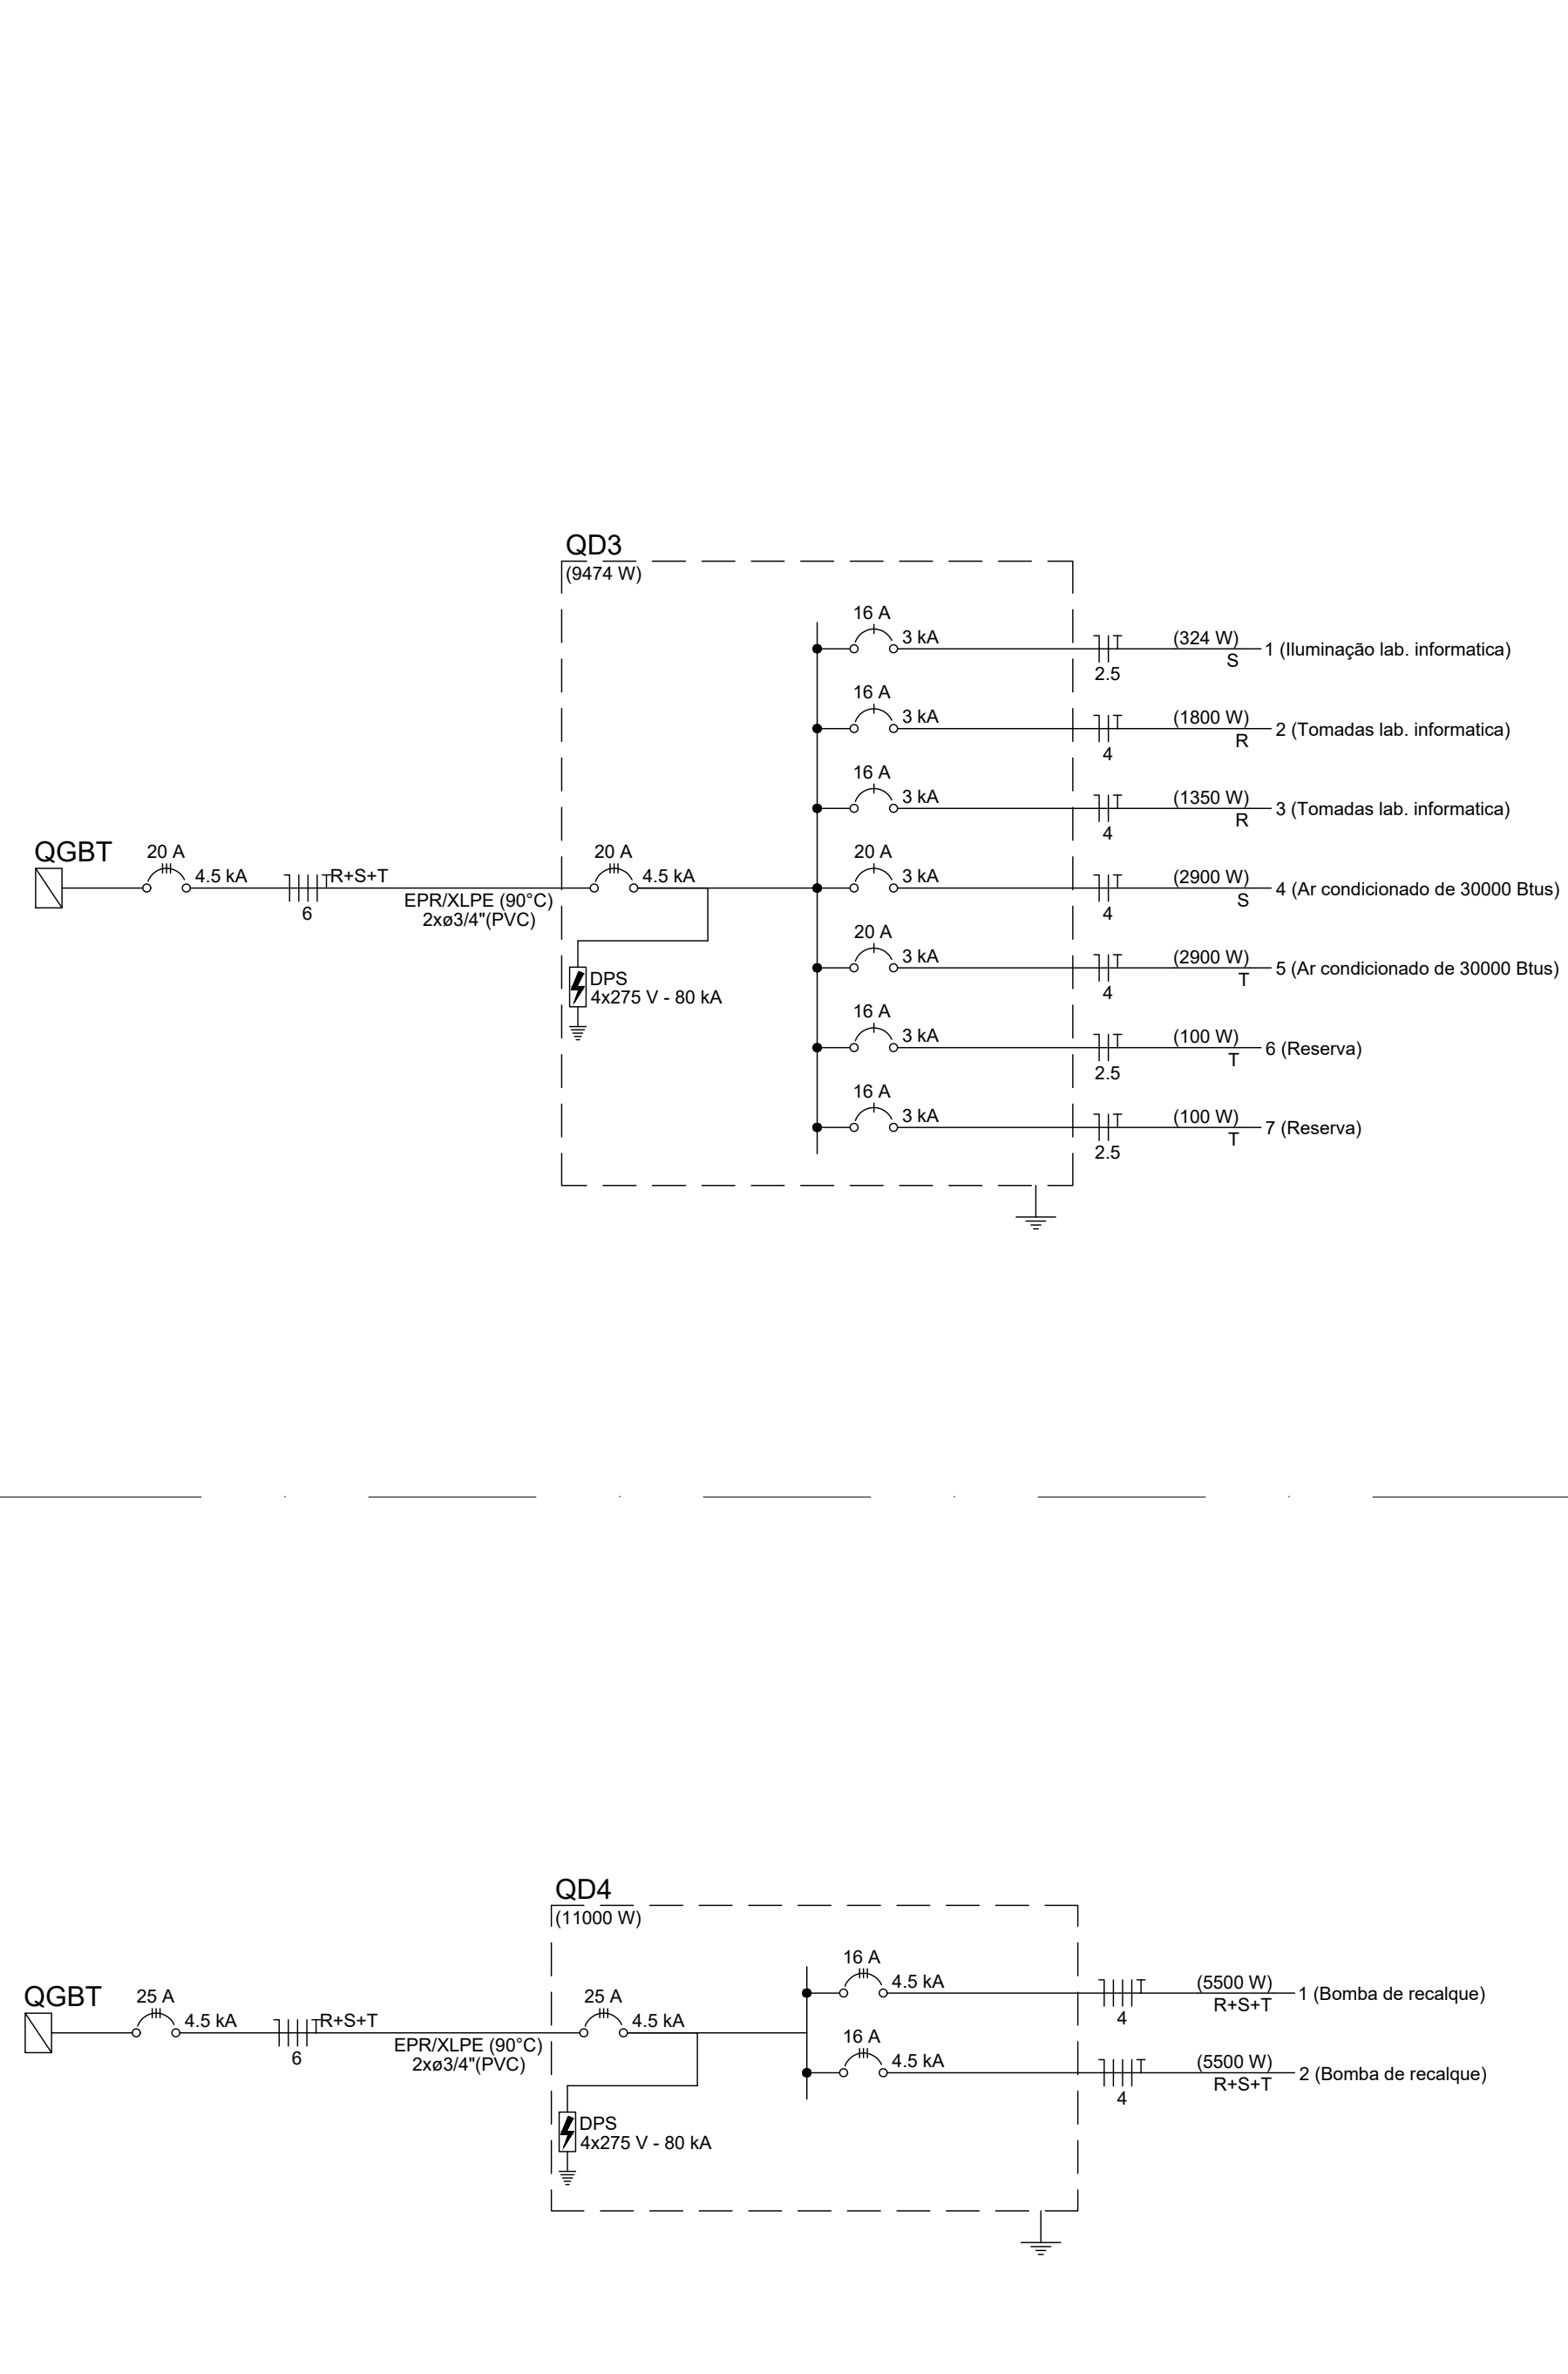 QD3
(9474 W)
16 A
3 kA
(324 W)
S
2.5
1 (Iluminação lab. informatica)
16 A
3 kA
(1800 W)
R
4
2 (Tomadas lab. informatica)
16 A
3 kA
(1350 W)
R
4
3 (Tomadas lab. informatica)
QGBT
20 A
4.5 kA
R+S+T
6
EPR/XLPE (90°C)
2xø3/4"(PVC)
20 A
4.5 kA
20 A
3 kA
(2900 W)
S
4
4 (Ar condicionado de 30000 Btus)
DPS
4x275 V - 80 kA
20 A
3 kA
(2900 W)
T
4
5 (Ar condicionado de 30000 Btus)
16 A
3 kA
(100 W)
T
2.5
6 (Reserva)
16 A
3 kA
(100 W)
T
2.5
7 (Reserva)
QD4
(11000 W)
QGBT
25 A
4.5 kA
R+S+T
6
EPR/XLPE (90°C)
2xø3/4"(PVC)
25 A
4.5 kA
16 A
4.5 kA
(5500 W)
R+S+T
4
1 (Bomba de recalque)
16 A
4.5 kA
(5500 W)
R+S+T
4
2 (Bomba de recalque)
DPS
4x275 V - 80 kA